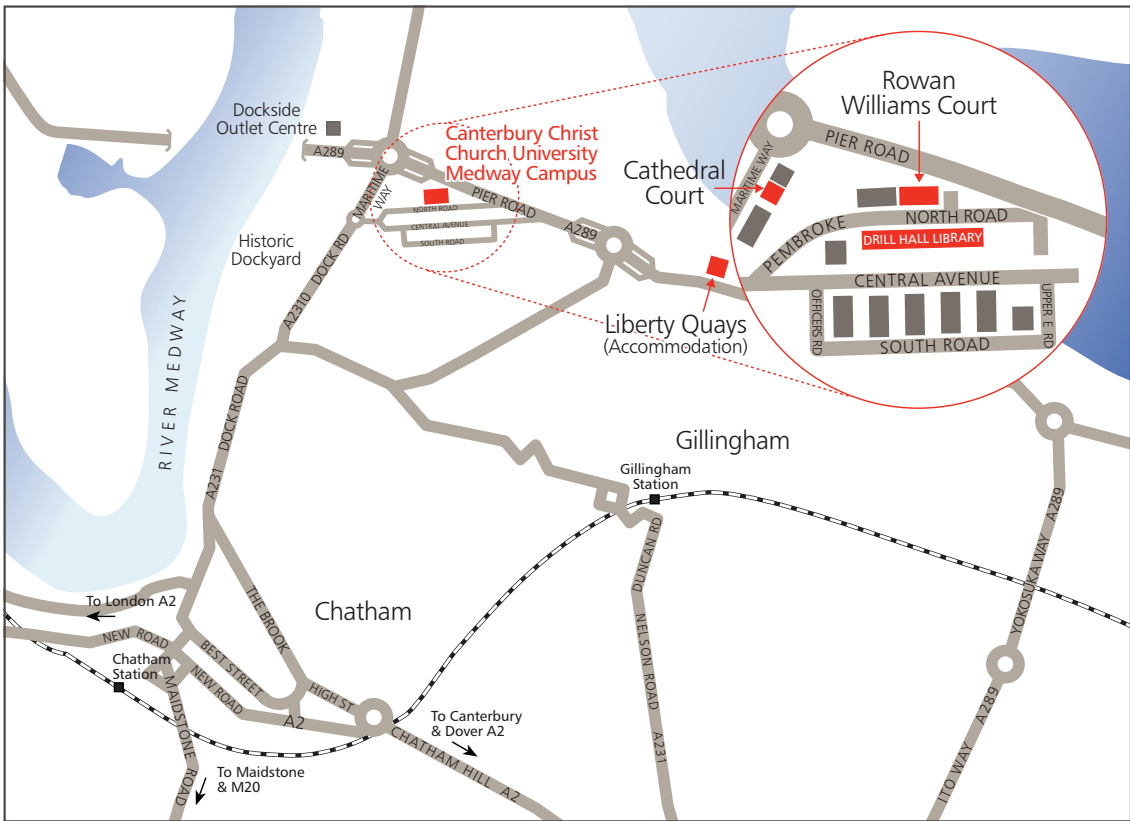 Dockside
Outlet Centre
A289
MARITIME
WAY
Canterbury Christ
Church University
Medway Campus
NORTH ROAD
CENTRAL AVENUE
SOUTH ROAD
PIER ROAD
A289
Historic
Dockyard
A2310 DOCK RD
Liberty Quays
(Accommodation)
Rowan
Williams Court
PIER ROAD
MARITIME WAY
Cathedral
Court
PEMBROKE
NORTH ROAD
DRILL HALL LIBRARY
CENTRAL AVENUE
OFFICERS RD
UPPER E RD
SOUTH ROAD
RIVER MEDWAY
A231 DOCK ROAD
Gillingham
Gillingham
Station
DUNCAN RD
NELSON ROAD
A231
YOKOSUKA WAY A289
ITO WAY A289
To London A2
Chatham
THE BROOK
NEW ROAD
BEST STREET
Chatham
Station
NEW ROAD
HIGH ST
A2
MAIDSTONE
ROAD
To Canterbury
& Dover A2
CHATHAM HILL A2
To Maidstone
& M20